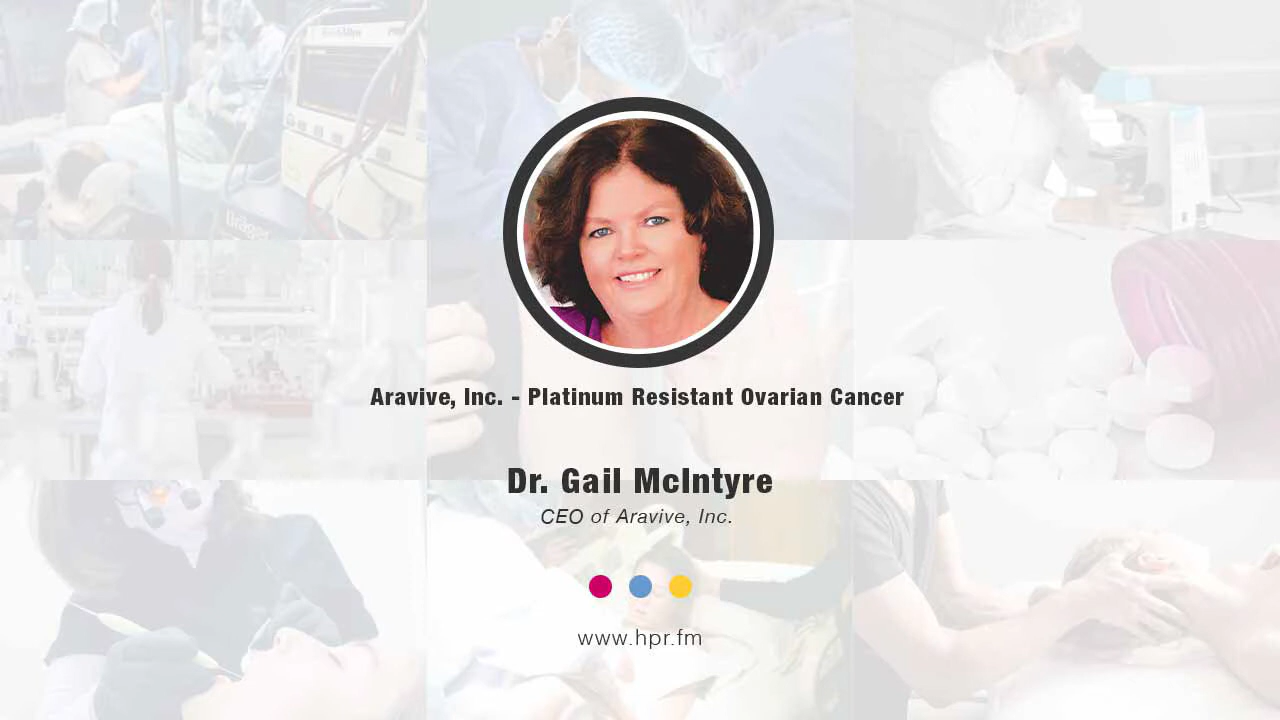 Aravive, Inc. - Platinum Resistant Ovarian Cancer
Dr. Gail McIntyre
CEO of Aravive, Inc.
www.hpr.fm